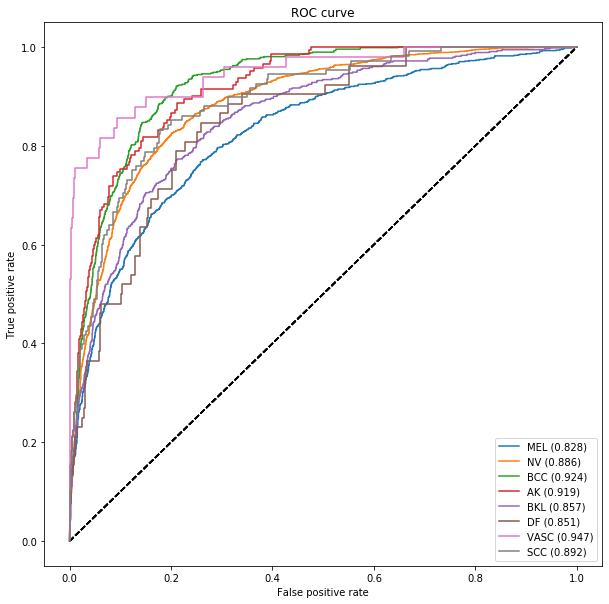 ROC curve
True positive rate
1.0
0.8
0.6
0.4
0.2
0.0
MEL (0.828)
NV (0.886)
BCC (0.924)
AK (0.919)
BKL (0.857)
DF (0.851)
VASC (0.947)
SCC (0.892)
0.0 0.2 0.4 0.6 0.8 1.0
False positive rate